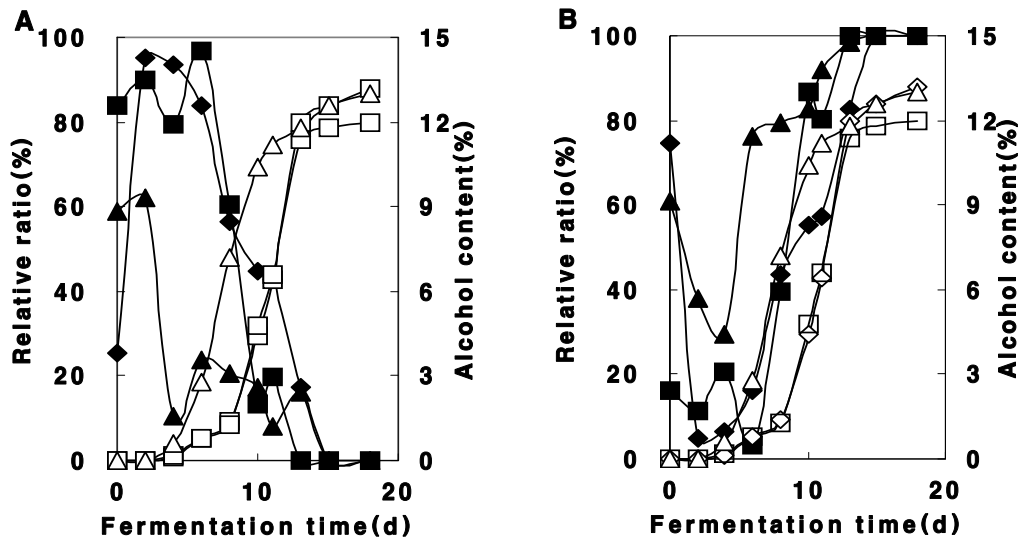 A
100
80
60
40
20
0
Relative ratio(%)
15
12
9
6
3
0
Alcohol content(%)
0 10 20
Fermentation time(d)
B
100
80
60
40
20
0
Relative ratio(%)
15
12
9
6
3
0
Alcohol content(%)
0 10 20
Fermentation time(d)